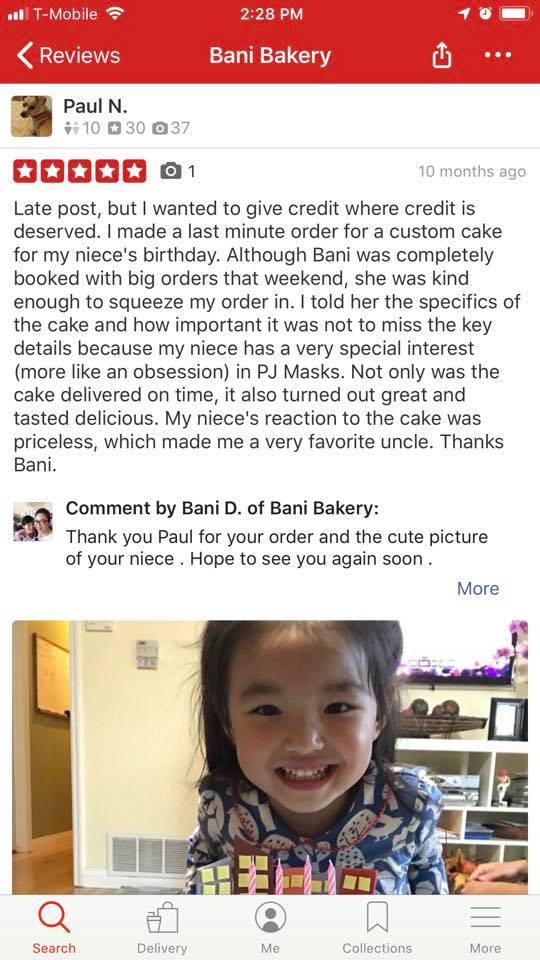 T-Mobile 2:28 PM
Reviews Bani Bakery
Paul N.
10 30 37
1 10 months ago
Late post, but I wanted to give credit where credit is
deserved. I made a last minute order for a custom cake
for my niece's birthday. Although Bani was completely
booked with big orders that weekend, she was kind
enough to squeeze my order in. I told her the specifics of
the cake and how important it was not to miss the key
details because my niece has a very special interest
(more like an obsession) in PJ Masks. Not only was the
cake delivered on time, it also turned out great and
tasted delicious. My niece's reaction to the cake was
priceless, which made me a very favorite uncle. Thanks
Bani.
Comment by Bani D. of Bani Bakery:
Thank you Paul for your order and the cute picture
of your niece . Hope to see you again soon .
More
Search Delivery Me Collections More